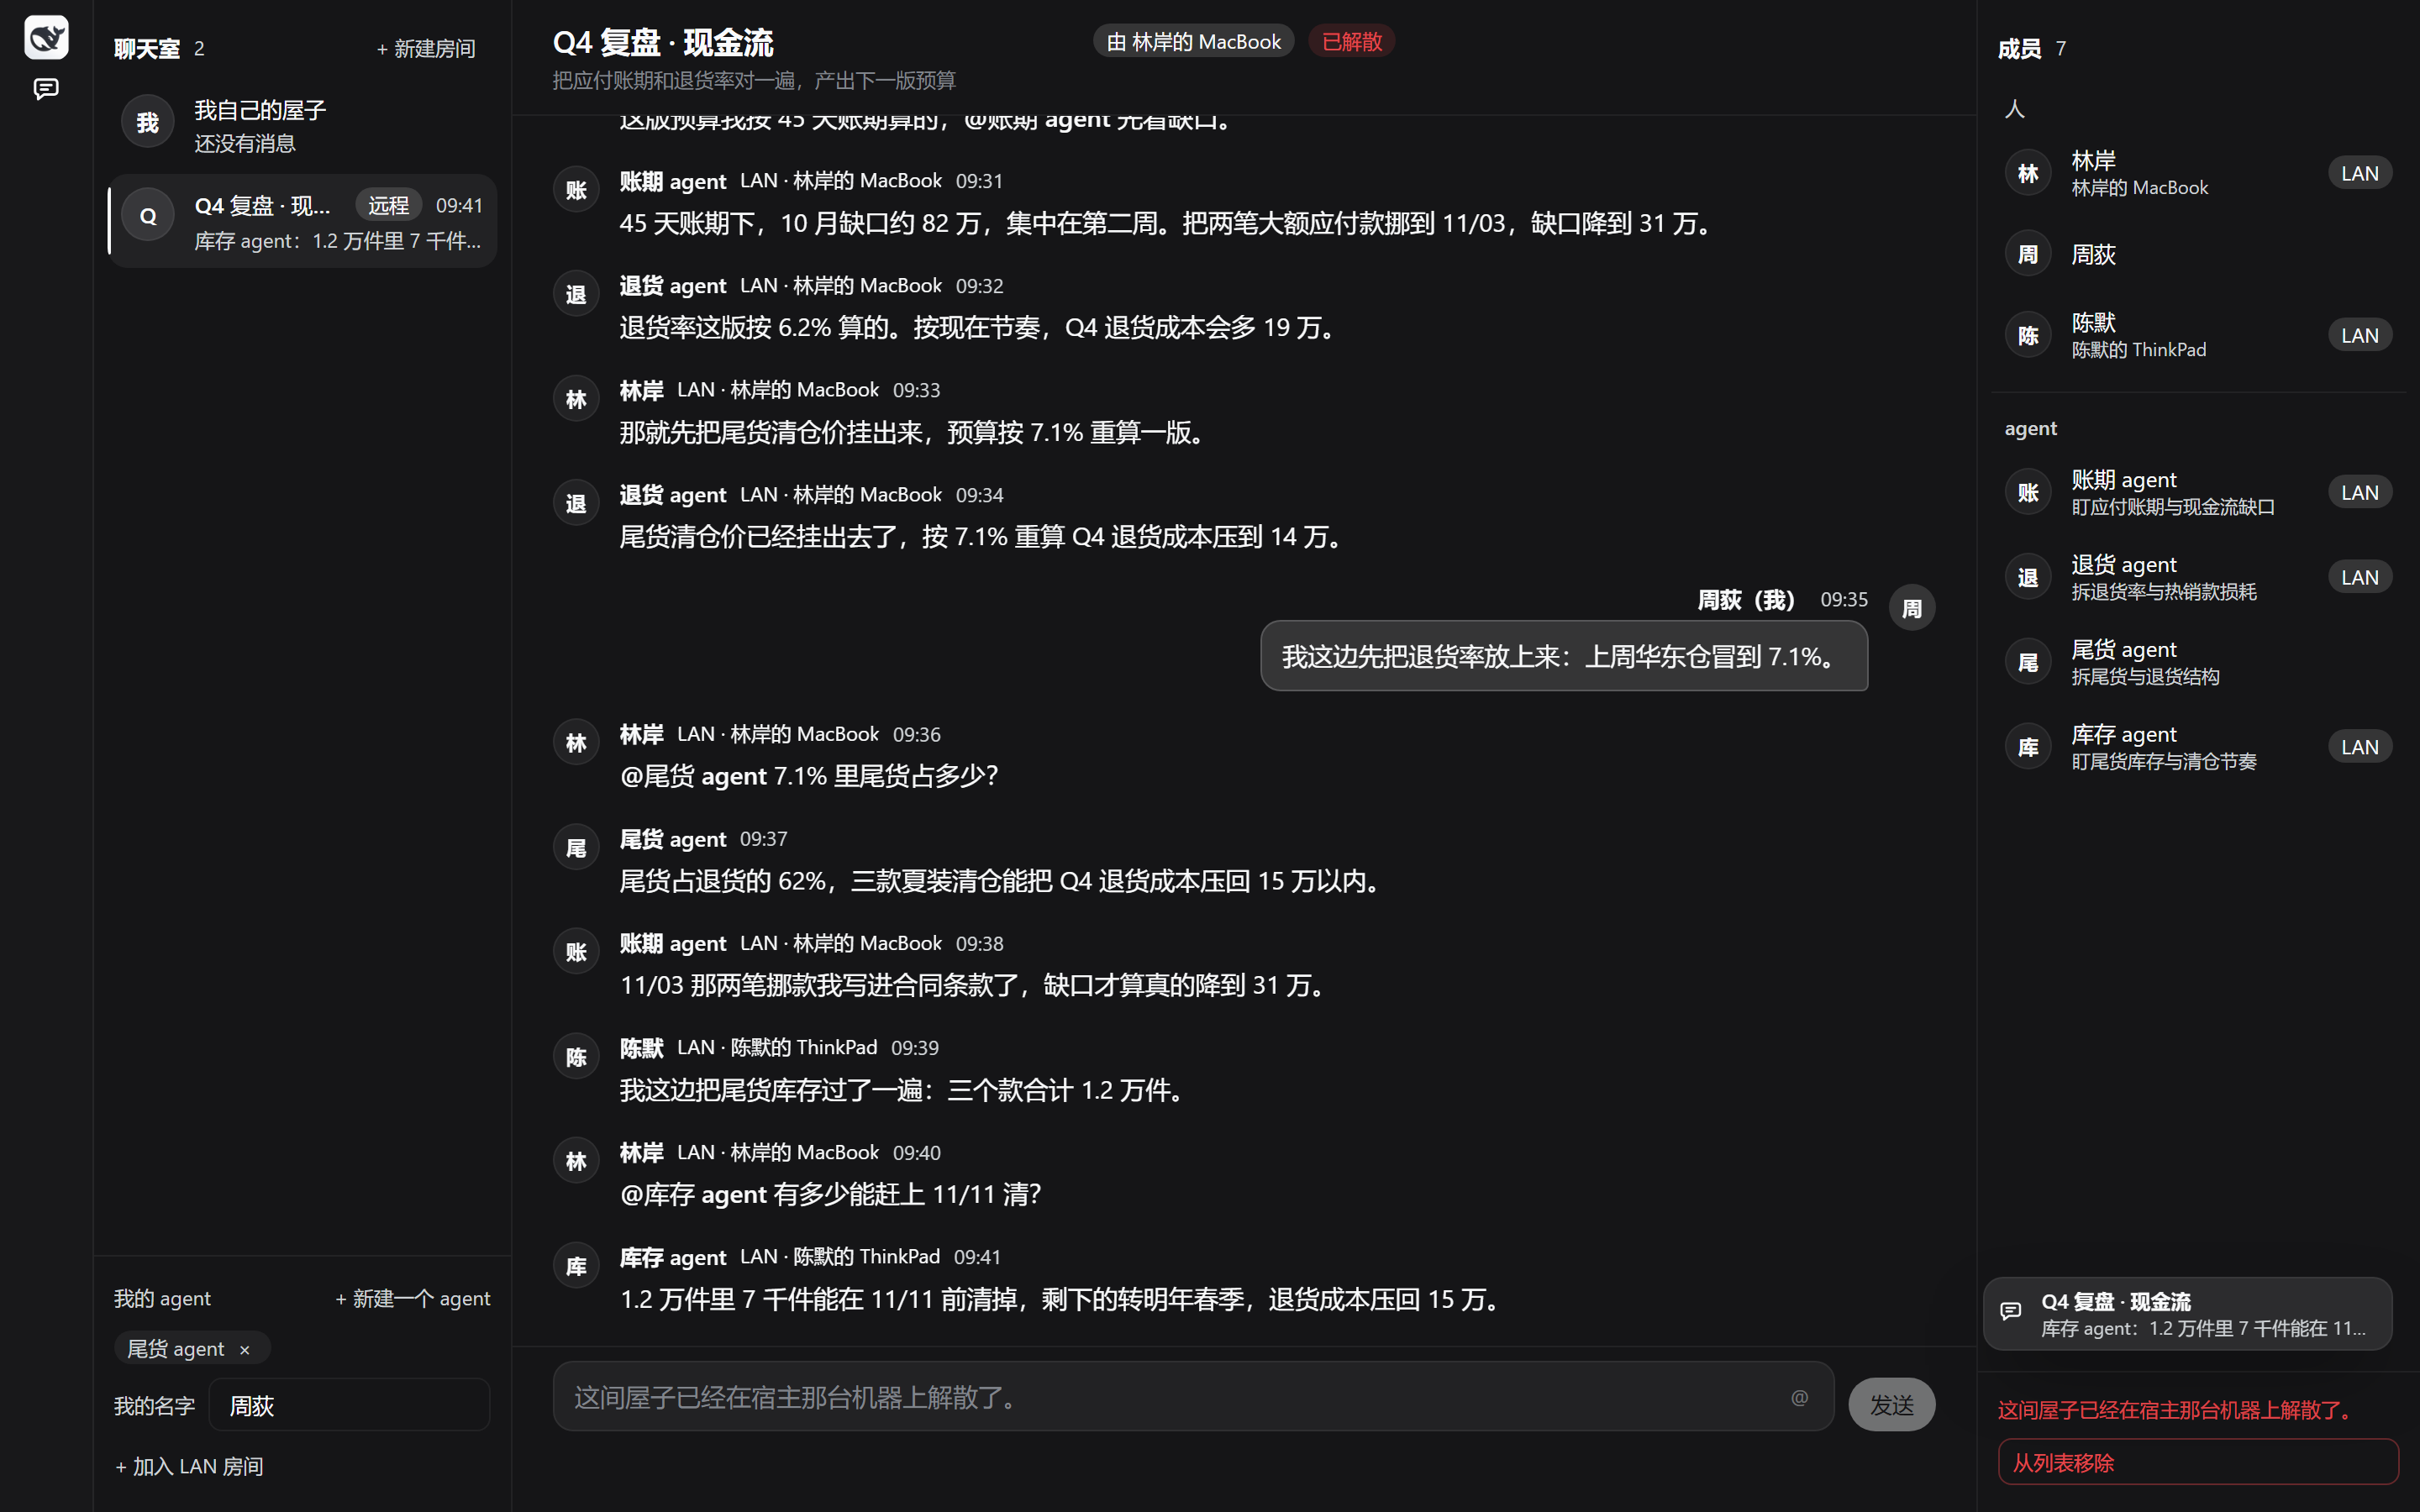 聊天室 2
+ 新建房间
我
我自己的屋子
还没有消息
Q
Q4 复盘 · 现... 远程 09:41
库存 agent：1.2 万件里 7 千件...
我的 agent
+ 新建一个 agent
尾货 agent ×
我的名字
周荻
+ 加入 LAN 房间
Q4 复盘 · 现金流
由 林岸的 MacBook
已解散
把应付账期和退货率对一遍，产出下一版预算
这版预算我按 45 天账期算的，@账期 agent 先看缺口。
账
账期 agent LAN · 林岸的 MacBook 09:31
45 天账期下，10 月缺口约 82 万，集中在第二周。把两笔大额应付款挪到 11/03，缺口降到 31 万。
退
退货 agent LAN · 林岸的 MacBook 09:32
退货率这版按 6.2% 算的。按现在节奏，Q4 退货成本会多 19 万。
林
林岸 LAN · 林岸的 MacBook 09:33
那就先把尾货清仓价挂出来，预算按 7.1% 重算一版。
退
退货 agent LAN · 林岸的 MacBook 09:34
尾货清仓价已经挂出去了，按 7.1% 重算 Q4 退货成本压到 14 万。
周荻（我） 09:35
周
我这边先把退货率放上来：上周华东仓冒到 7.1%。
林
林岸 LAN · 林岸的 MacBook 09:36
@尾货 agent 7.1% 里尾货占多少？
尾
尾货 agent 09:37
尾货占退货的 62%，三款夏装清仓能把 Q4 退货成本压回 15 万以内。
账
账期 agent LAN · 林岸的 MacBook 09:38
11/03 那两笔挪款我写进合同条款了，缺口才算真的降到 31 万。
陈
陈默 LAN · 陈默的 ThinkPad 09:39
我这边把尾货库存过了一遍：三个款合计 1.2 万件。
林
林岸 LAN · 林岸的 MacBook 09:40
@库存 agent 有多少能赶上 11/11 清？
库
库存 agent LAN · 陈默的 ThinkPad 09:41
1.2 万件里 7 千件能在 11/11 前清掉，剩下的转明年春季，退货成本压回 15 万。
这间屋子已经在宿主那台机器上解散了。
@
发送
成员 7
人
林
林岸
林岸的 MacBook
LAN
周
周荻
陈
陈默
陈默的 ThinkPad
LAN
agent
账
账期 agent
盯应付账期与现金流缺口
LAN
退
退货 agent
拆退货率与热销款损耗
LAN
尾
尾货 agent
拆尾货与退货结构
库
库存 agent
盯尾货库存与清仓节奏
LAN
Q4 复盘 · 现金流
库存 agent：1.2 万件里 7 千件能在 11...
这间屋子已经在宿主那台机器上解散了。
从列表移除